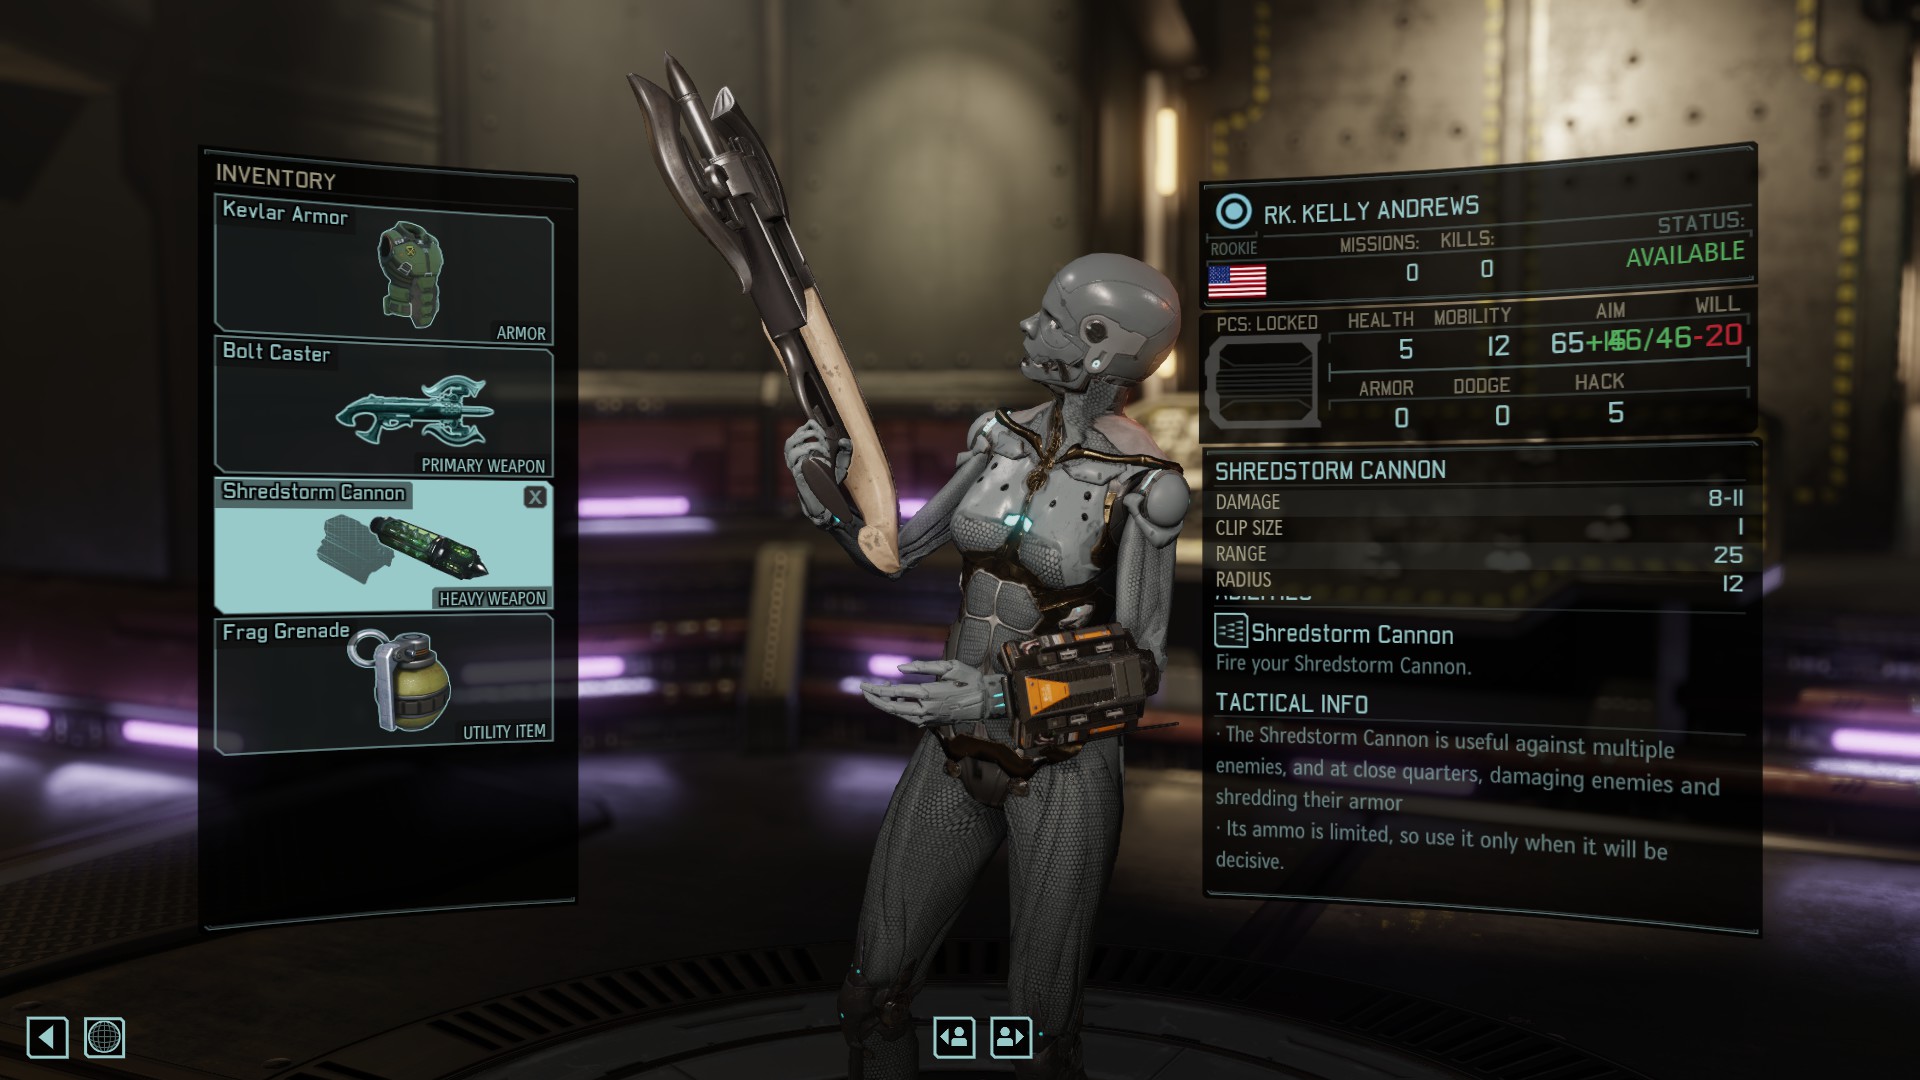 INVENTORY
Kevlar Armor
ARMOR
Bolt Caster
PRIMARY WEAPON
Shredstorm Cannon
X
HEAVY WEAPON
Frag Grenade
UTILITY ITEM
RK. KELLY ANDREWS
STATUS:
ROOKIE
MISSIONS: KILLS:
0 0
AVAILABLE
PCS: LOCKED
HEALTH MOBILITY AIM WILL
5 12 65 /46-20
ARMOR DODGE HACK
0 0 5
SHREDSTORM CANNON
DAMAGE 8-11
CLIP SIZE 1
RANGE 25
RADIUS 12
Shredstorm Cannon
Fire your Shredstorm Cannon.
TACTICAL INFO
· The Shredstorm Cannon is useful against multiple
enemies, and at close quarters, damaging enemies and
shredding their armor
· Its ammo is limited, so use it only when it will be
decisive.